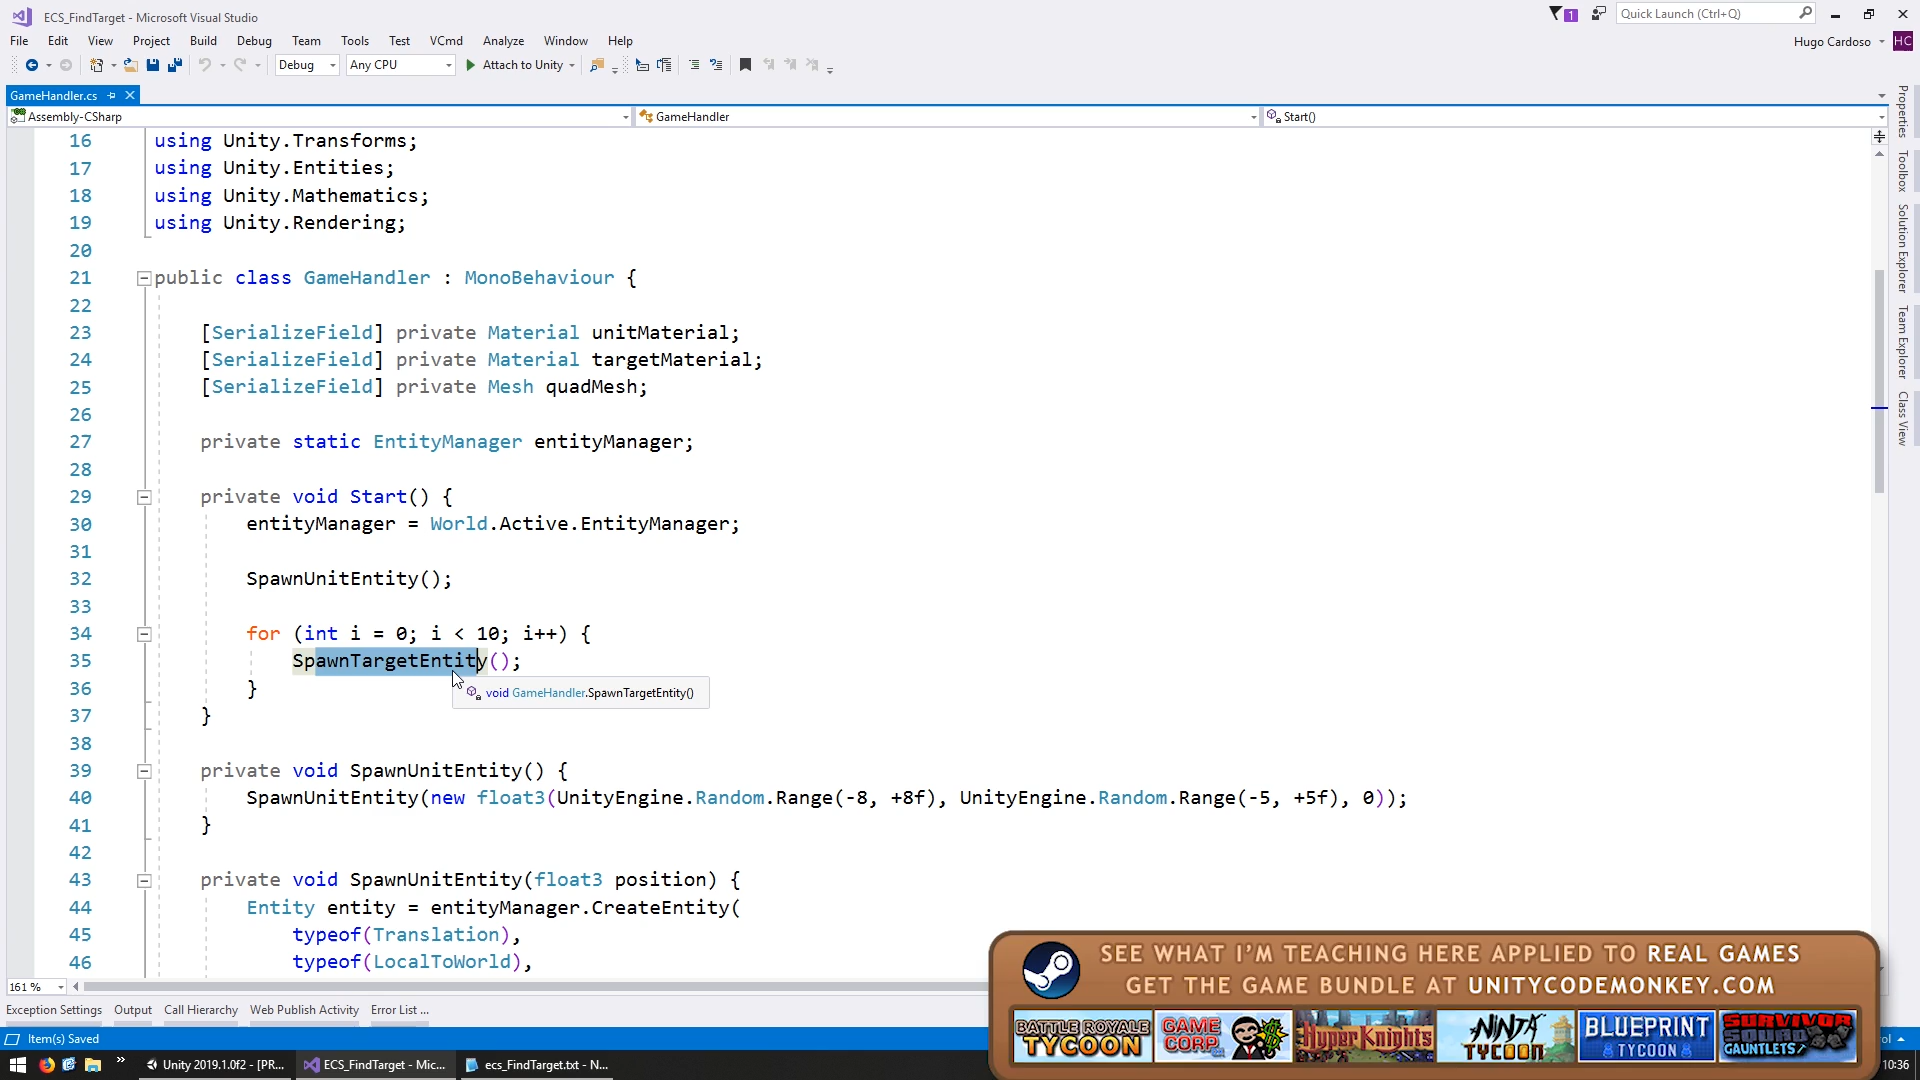 ECS_FindTarget - Microsoft Visual Studio
1
Quick Launch (Ctrl+Q)
File Edit View Project Build Debug Team Tools Test VCmd Analyze Window Help
Hugo Cardoso HC
Debug Any CPU Attach to Unity
GameHandler.cs
Assembly-CSharp GameHandler Start()
16 using Unity.Transforms;
17 using Unity.Entities;
18 using Unity.Mathematics;
19 using Unity.Rendering;
20
21 public class GameHandler : MonoBehaviour {
22
23 [SerializeField] private Material unitMaterial;
24 [SerializeField] private Material targetMaterial;
25 [SerializeField] private Mesh quadMesh;
26
27 private static EntityManager entityManager;
28
29 private void Start() {
30 entityManager = World.Active.EntityManager;
31
32 SpawnUnitEntity();
33
34 for (int i = 0; i < 10; i++) {
35 SpawnTargetEntity();
36 }
void GameHandler.SpawnTargetEntity()
37 }
38
39 private void SpawnUnitEntity() {
40 SpawnUnitEntity(new float3(UnityEngine.Random.Range(-8, +8f), UnityEngine.Random.Range(-5, +5f), 0));
41 }
42
43 private void SpawnUnitEntity(float3 position) {
44 Entity entity = entityManager.CreateEntity(
45 typeof(Translation),
46 typeof(LocalToWorld),
Properties
Toolbox
Solution Explorer
Team Explorer
Class View
161 %
Exception Settings Output Call Hierarchy Web Publish Activity Error List ...
Item(s) Saved
SEE WHAT I'M TEACHING HERE APPLIED TO REAL GAMES
GET THE GAME BUNDLE AT UNITYCODEMONKEY.COM
BATTLE ROYALE TYCOON
GAME CORP
HyperKnights
NINJA TYCOON
BLUEPRINT TYCOON
SURVIVOR SQUAD GAUNTLETS
Unity 2019.1.0f2 - [PR... ECS_FindTarget - Mic... ecs_FindTarget.txt - N...
10:36